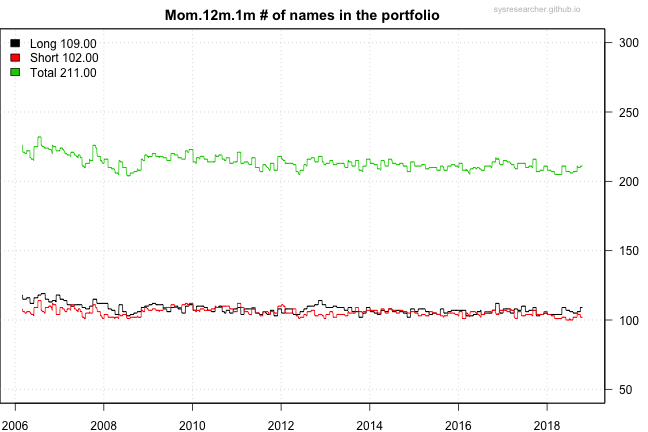 Mom.12m.1m # of names in the portfolio
sysresearcher.github.io
Long 109.00
Short 102.00
Total 211.00
300
250
200
150
100
50
2006 2008 2010 2012 2014 2016 2018